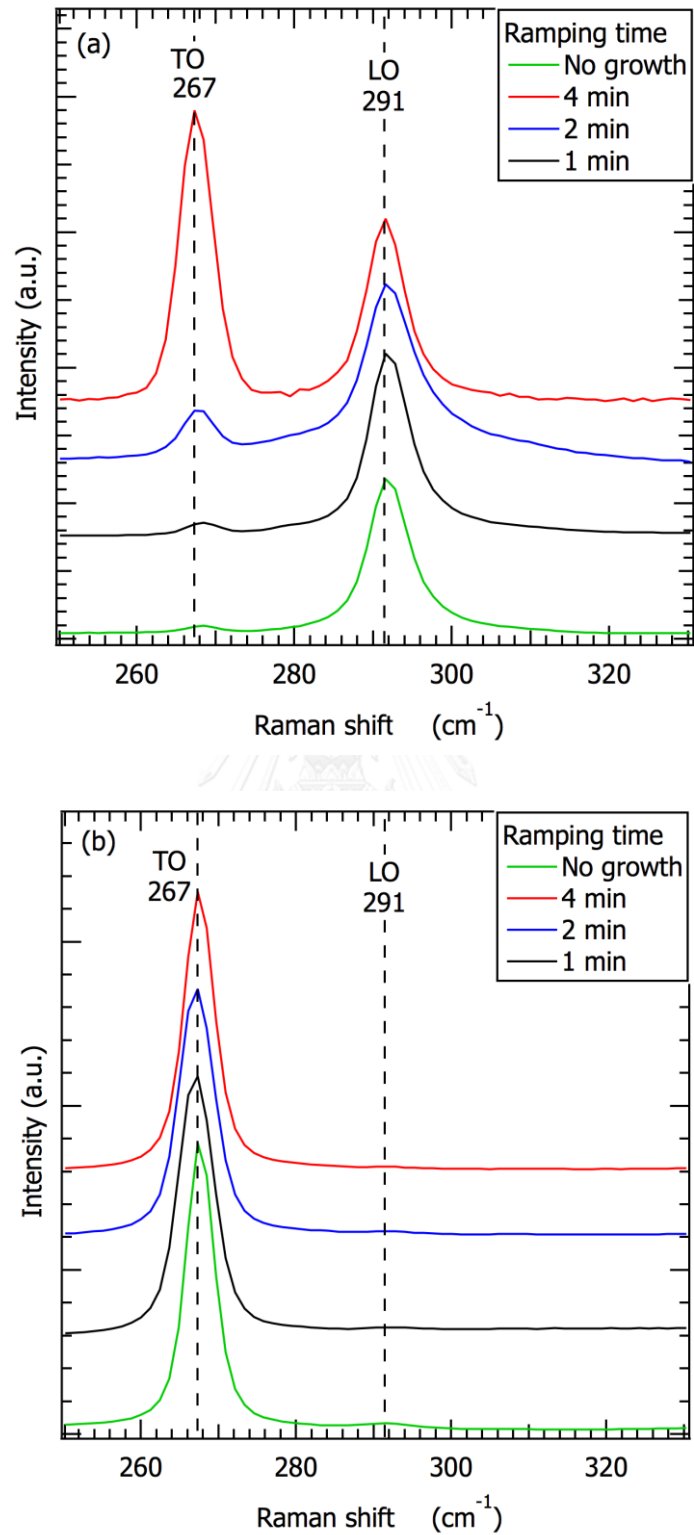 (a)
TO
267
LO
291
Ramping time
No growth
4 min
2 min
1 min
Intensity (a.u.)
260
280
300
320
Raman shift (cm⁻¹)
(b)
TO
267
LO
291
Ramping time
No growth
4 min
2 min
1 min
Intensity (a.u.)
260
280
300
320
Raman shift (cm⁻¹)